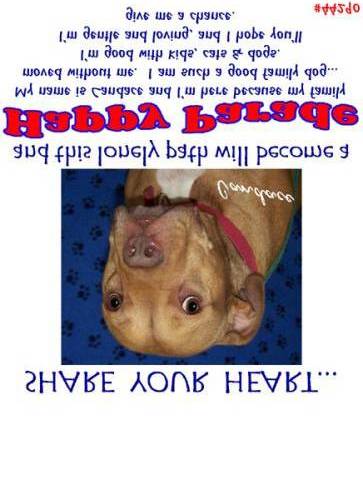 SHARE YOUR HEART...
Candace
and this lonely path will become a
Happy Parade
My name is Candace and I'm here because my family
moved without me. I am such a good family dog...
I'm good with kids, cats & dogs.
I'm gentle and loving, and I hope you'll
give me a chance.
#44290